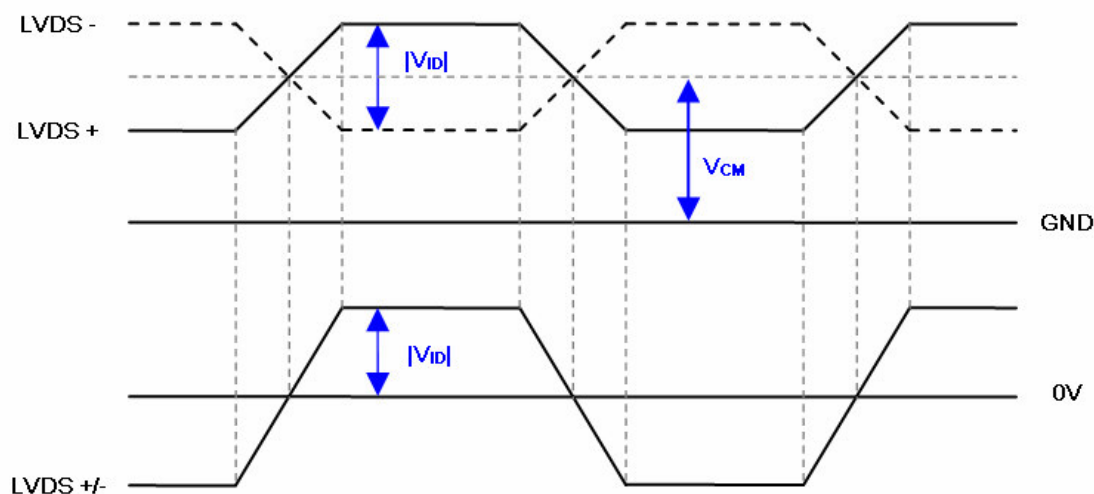 LVDS -
|VID|
LVDS +
VCM
GND
|VID|
0V
LVDS +/-